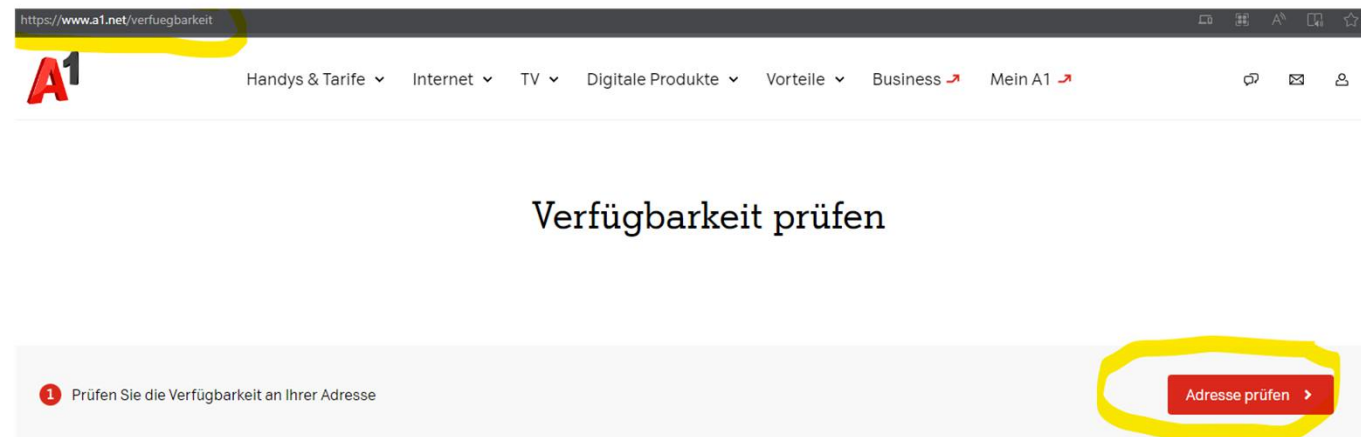 https://www.a1.net/verfuegbarkeit
A1
Handys & Tarife Internet TV Digitale Produkte Vorteile Business Mein A1
Verfügbarkeit prüfen
1 Prüfen Sie die Verfügbarkeit an Ihrer Adresse
Adresse prüfen